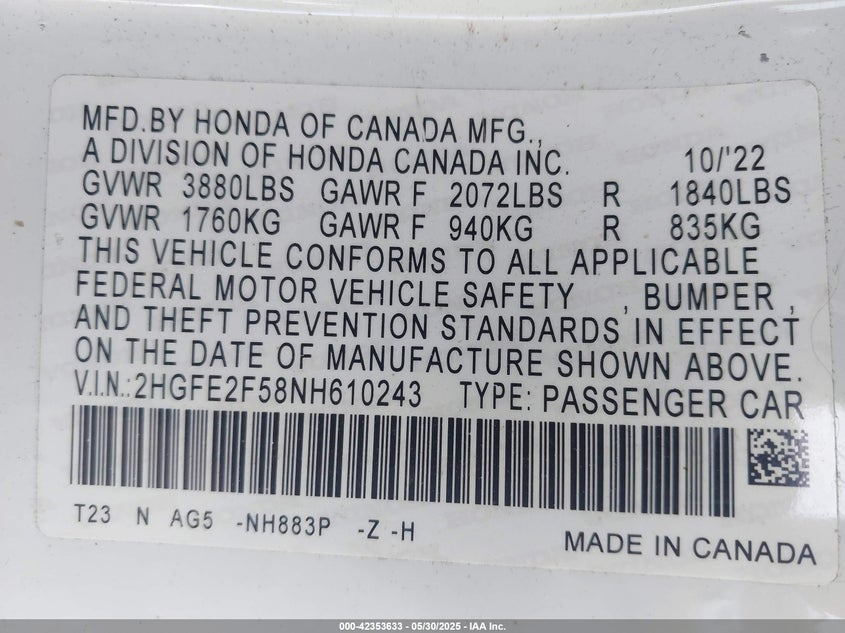 MFD.BY HONDA OF CANADA MFG.,
A DIVISION OF HONDA CANADA INC. 10/'22
GVWR 3880LBS GAWR F 2072LBS R 1840LBS
GVWR 1760KG GAWR F 940KG R 835KG
THIS VEHICLE CONFORMS TO ALL APPLICABLE
FEDERAL MOTOR VEHICLE SAFETY , BUMPER ,
AND THEFT PREVENTION STANDARDS IN EFFECT
ON THE DATE OF MANUFACTURE SHOWN ABOVE.
V.I.N.:2HGFE2F58NH610243 TYPE: PASSENGER CAR
T23 N AG5 -NH883P -Z -H
MADE IN CANADA
000-42353633 - 05/30/2025 - IAA Inc.